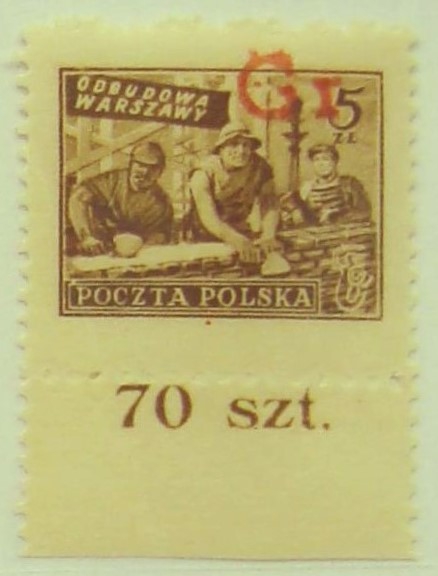 ODBUDOWA
WARSZAWY
Gr
5
ZŁ
POCZTA POLSKA
70 szt.